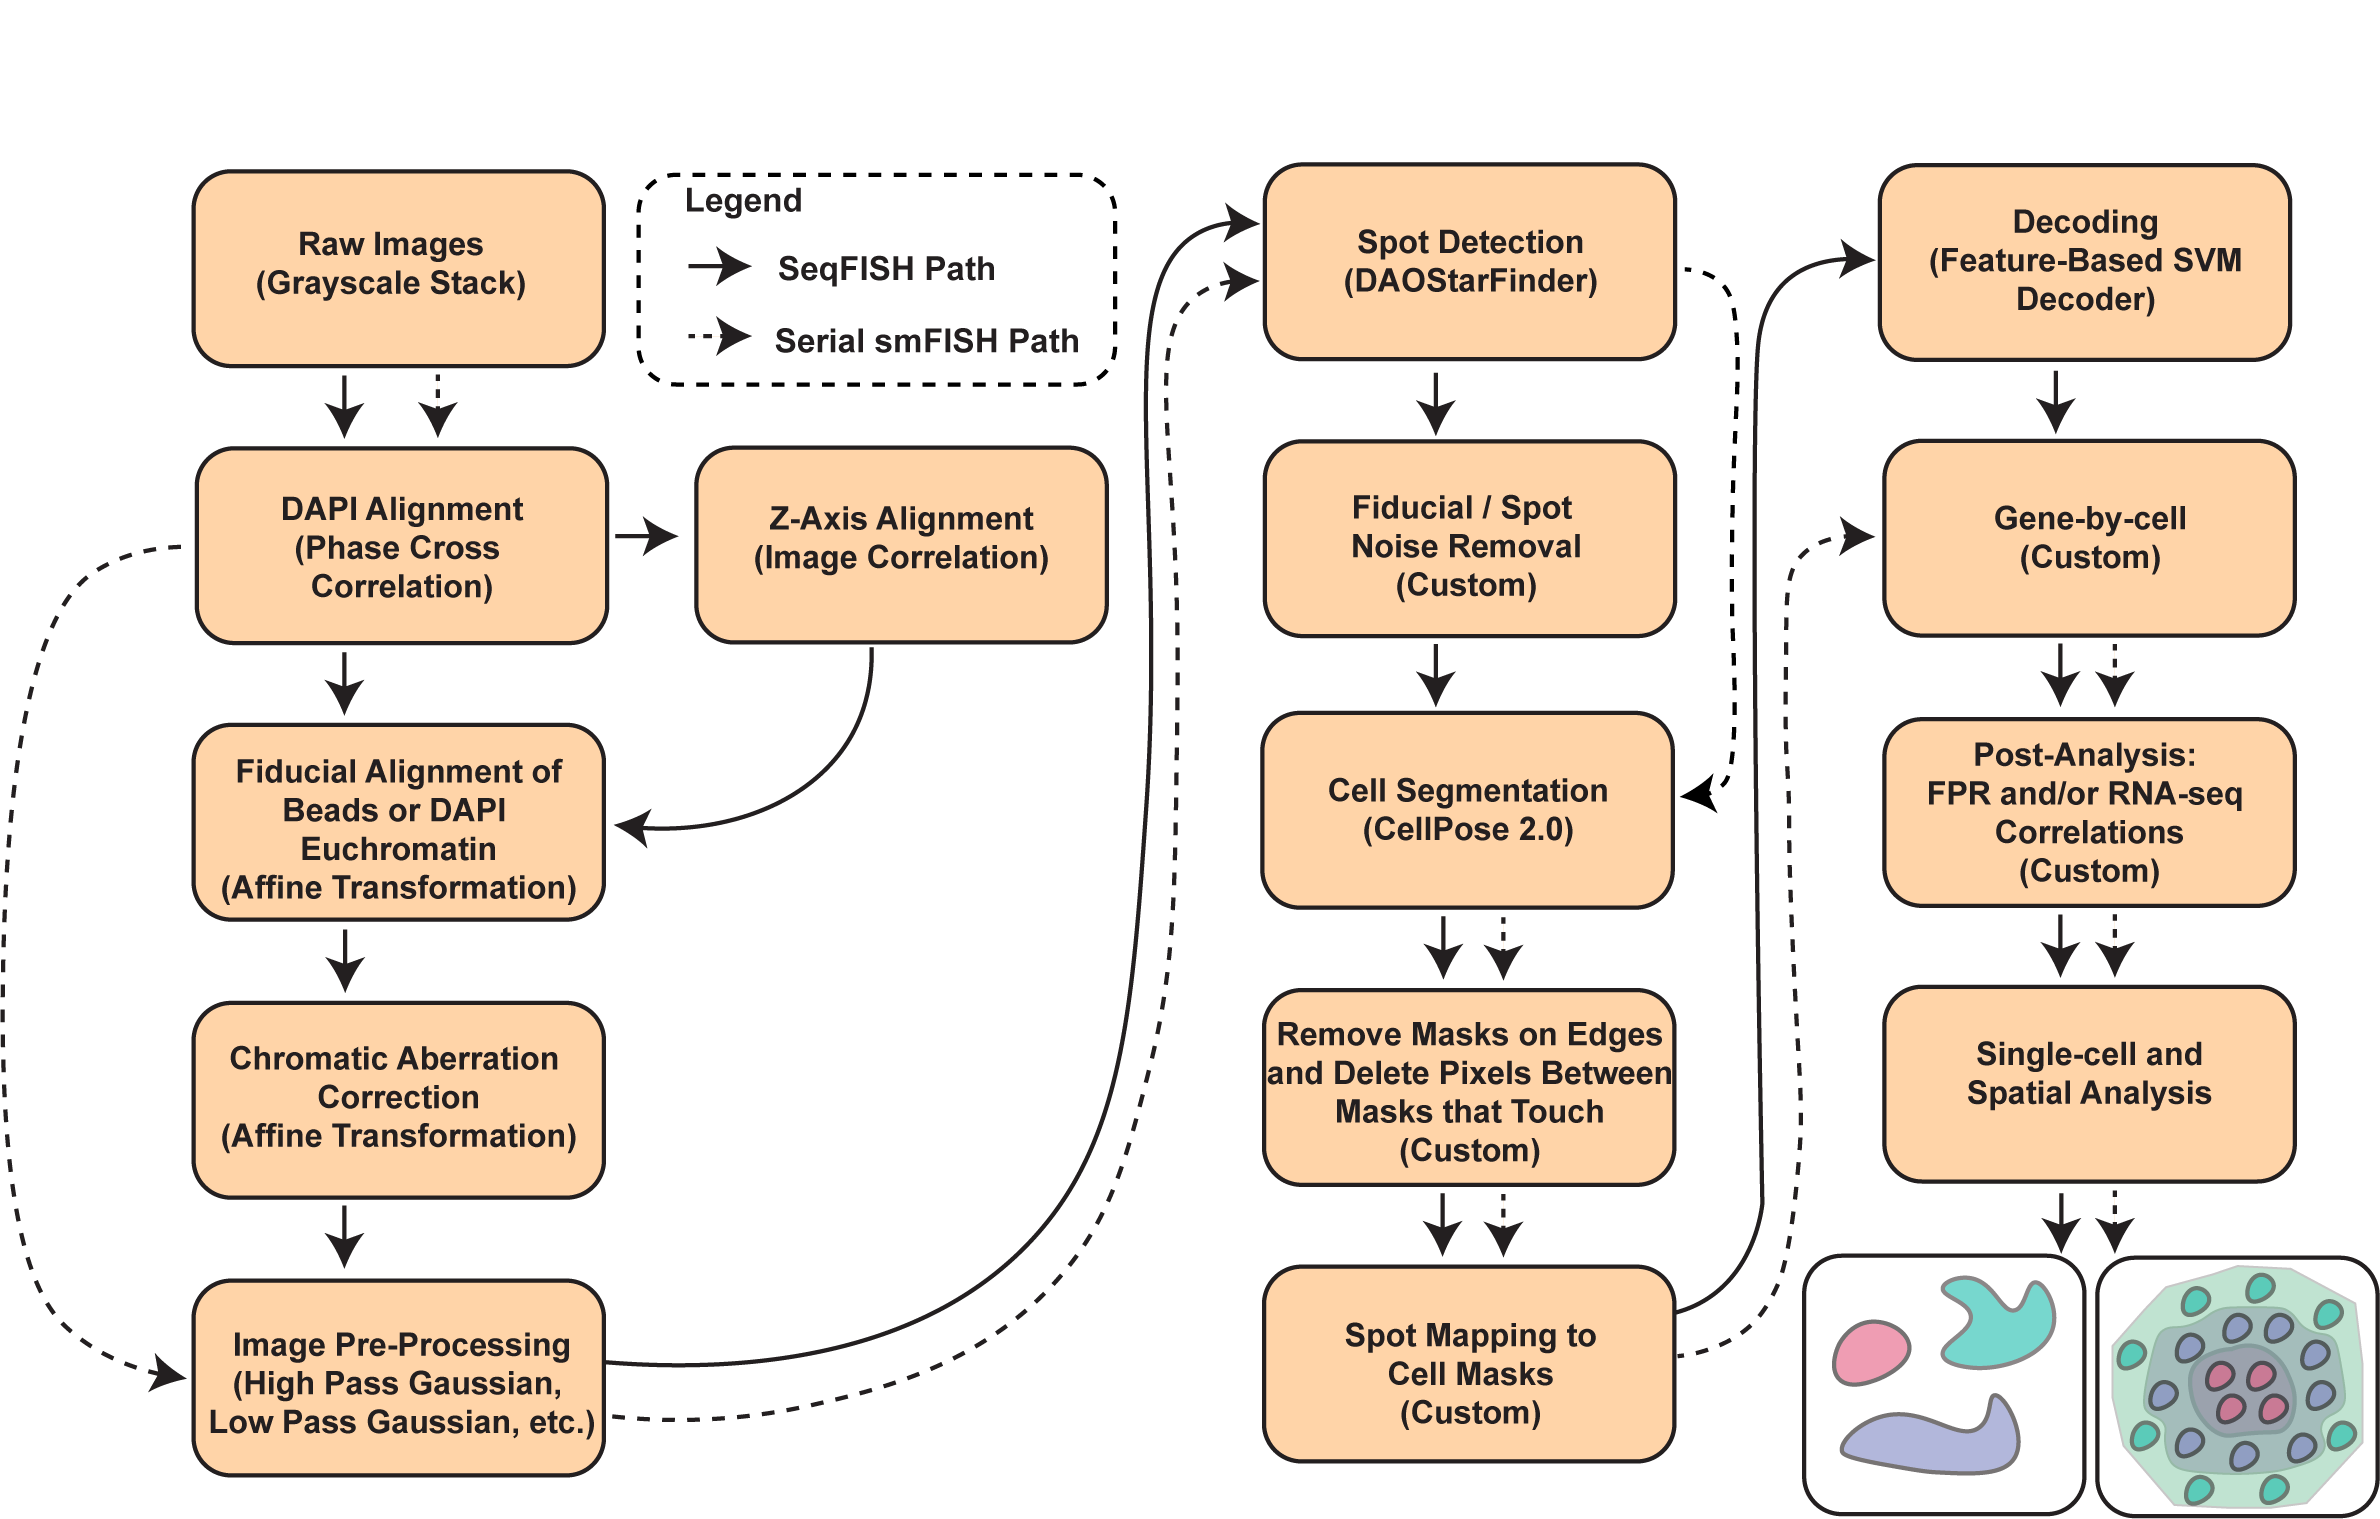 Raw Images
(Grayscale Stack)
Legend
SeqFISH Path
Serial smFISH Path
DAPI Alignment
(Phase Cross
Correlation)
Z-Axis Alignment
(Image Correlation)
Fiducial Alignment of
Beads or DAPI
Euchromatin
(Affine Transformation)
Chromatic Aberration
Correction
(Affine Transformation)
Image Pre-Processing
(High Pass Gaussian,
Low Pass Gaussian, etc.)
Spot Detection
(DAOStarFinder)
Fiducial / Spot
Noise Removal
(Custom)
Cell Segmentation
(CellPose 2.0)
Remove Masks on Edges
and Delete Pixels Between
Masks that Touch
(Custom)
Spot Mapping to
Cell Masks
(Custom)
Decoding
(Feature-Based SVM
Decoder)
Gene-by-cell
(Custom)
Post-Analysis:
FPR and/or RNA-seq
Correlations
(Custom)
Single-cell and
Spatial Analysis